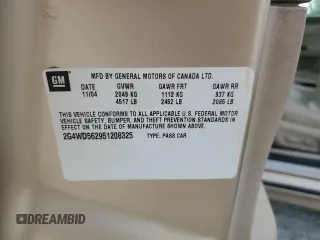 GM
MFD BY GENERAL MOTORS OF CANADA LTD.
DATE GVWR GAWR FRT GAWR RR
11/04 2049 KG 1112 KG 937 KG
4517 LB 2452 LB 2065 LB
THIS VEHICLE CONFORMS TO ALL APPLICABLE U.S. FEDERAL MOTOR
VEHICLE SAFETY, BUMPER, AND THEFT PREVENTION STANDARDS IN
EFFECT ON THE DATE OF MANUFACTURE SHOWN ABOVE.
2G4WD562951208325 TYPE: PASS CAR
DREAMBID